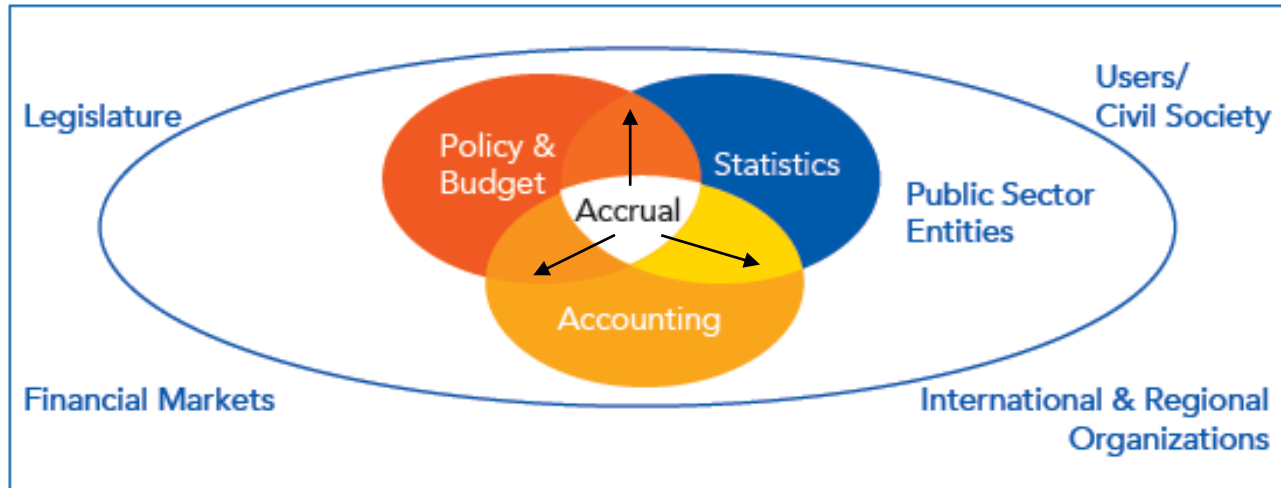 Legislature
Users/
Civil Society
Policy &
Budget
Statistics
Accrual
Public Sector
Entities
Accounting
Financial Markets
International & Regional
Organizations